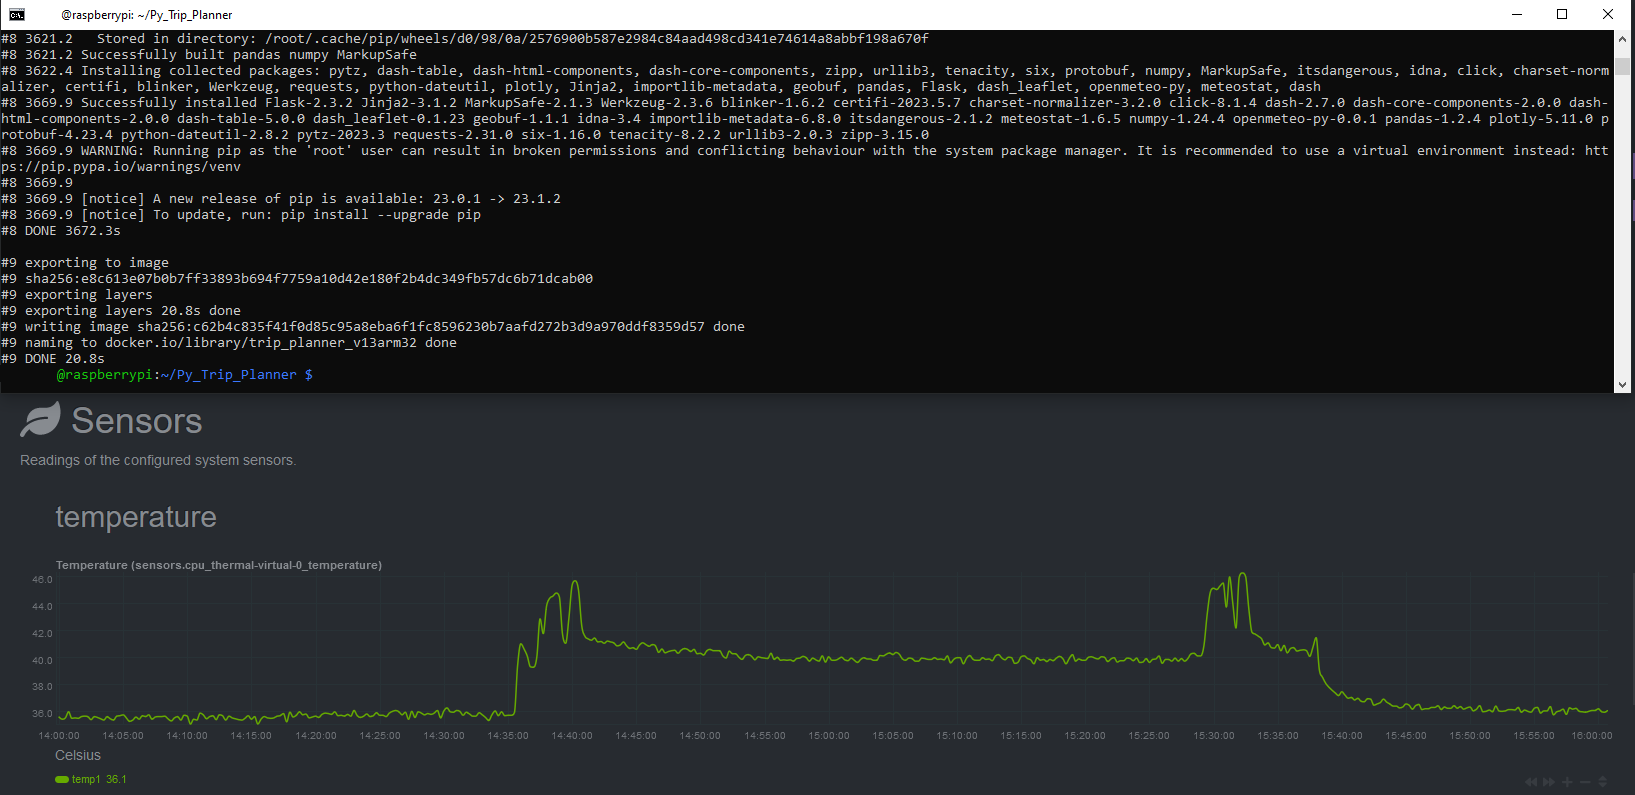 @raspberrypi: ~/Py_Trip_Planner
#8 3621.2   Stored in directory: /root/.cache/pip/wheels/d0/98/0a/2576900b587e2984c84aad498cd341e74614a8abbf198a670f
#8 3621.2 Successfully built pandas numpy MarkupSafe
#8 3622.4 Installing collected packages: pytz, dash-table, dash-html-components, dash-core-components, zipp, urllib3, tenacity, six, protobuf, numpy, MarkupSafe, itsdangerous, idna, click, charset-norm
alizer, certifi, blinker, Werkzeug, requests, python-dateutil, plotly, Jinja2, importlib-metadata, geobuf, pandas, Flask, dash_leaflet, openmeteo-py, meteostat, dash
#8 3669.9 Successfully installed Flask-2.3.2 Jinja2-3.1.2 MarkupSafe-2.1.3 Werkzeug-2.3.6 blinker-1.6.2 certifi-2023.5.7 charset-normalizer-3.2.0 click-8.1.4 dash-2.7.0 dash-core-components-2.0.0 dash-
html-components-2.0.0 dash-table-5.0.0 dash_leaflet-0.1.23 geobuf-1.1.1 idna-3.4 importlib-metadata-6.8.0 itsdangerous-2.1.2 meteostat-1.6.5 numpy-1.24.4 openmeteo-py-0.0.1 pandas-1.2.4 plotly-5.11.0 p
rotobuf-4.23.4 python-dateutil-2.8.2 pytz-2023.3 requests-2.31.0 six-1.16.0 tenacity-8.2.2 urllib3-2.0.3 zipp-3.15.0
#8 3669.9 WARNING: Running pip as the 'root' user can result in broken permissions and conflicting behaviour with the system package manager. It is recommended to use a virtual environment instead: htt
ps://pip.pypa.io/warnings/venv
#8 3669.9
#8 3669.9 [notice] A new release of pip is available: 23.0.1 -> 23.1.2
#8 3669.9 [notice] To update, run: pip install --upgrade pip
#8 DONE 3672.3s
#9 exporting to image
#9 sha256:e8c613e07b0b7ff33893b694f7759a10d42e180f2b4dc349fb57dc6b71dcab00
#9 exporting layers
#9 exporting layers 20.8s done
#9 writing image sha256:c62b4c835f41f0d85c95a8eba6f1fc8596230b7aafd272b3d9a970ddf8359d57 done
#9 naming to docker.io/library/trip_planner_v13arm32 done
#9 DONE 20.8s
@raspberrypi:~/Py_Trip_Planner $
Sensors
Readings of the configured system sensors.
temperature
Temperature (sensors.cpu_thermal-virtual-0_temperature)
46.0
44.0
42.0
40.0
38.0
36.0
14:00:00 14:05:00 14:10:00 14:15:00 14:20:00 14:25:00 14:30:00 14:35:00 14:40:00 14:45:00 14:50:00 14:55:00 15:00:00 15:05:00 15:10:00 15:15:00 15:20:00 15:25:00 15:30:00 15:35:00 15:40:00 15:45:00 15:50:00 15:55:00 16:00:00
Celsius
temp1 36.1